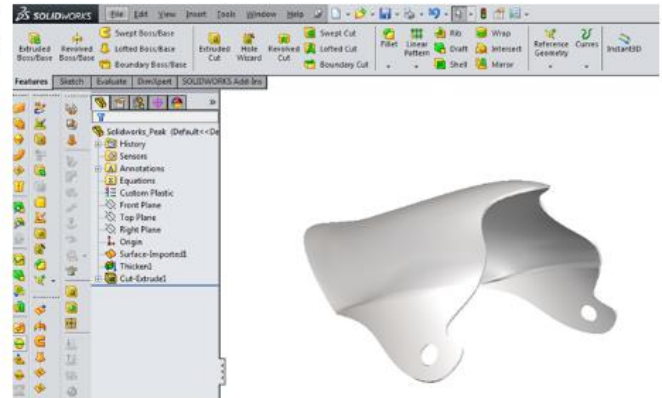 SOLIDWORKS File Edit View Insert Tools Window Help
Extruded Boss/Base
Revolved Boss/Base
Swept Boss/Base
Lofted Boss/Base
Boundary Boss/Base
Extruded Cut
Hole Wizard
Revolved Cut
Swept Cut
Lofted Cut
Boundary Cut
Fillet
Linear Pattern
Rib
Draft
Shell
Wrap
Intersect
Mirror
Reference Geometry
Curves
Instant3D
Features Sketch Evaluate DimXpert SOLIDWORKS Add-Ins
Solidworks_Peak (Default<<De
History
Sensors
Annotations
Equations
Custom Plastic
Front Plane
Top Plane
Right Plane
Origin
Surface-Imported1
Thicken1
Cut-Extrude1